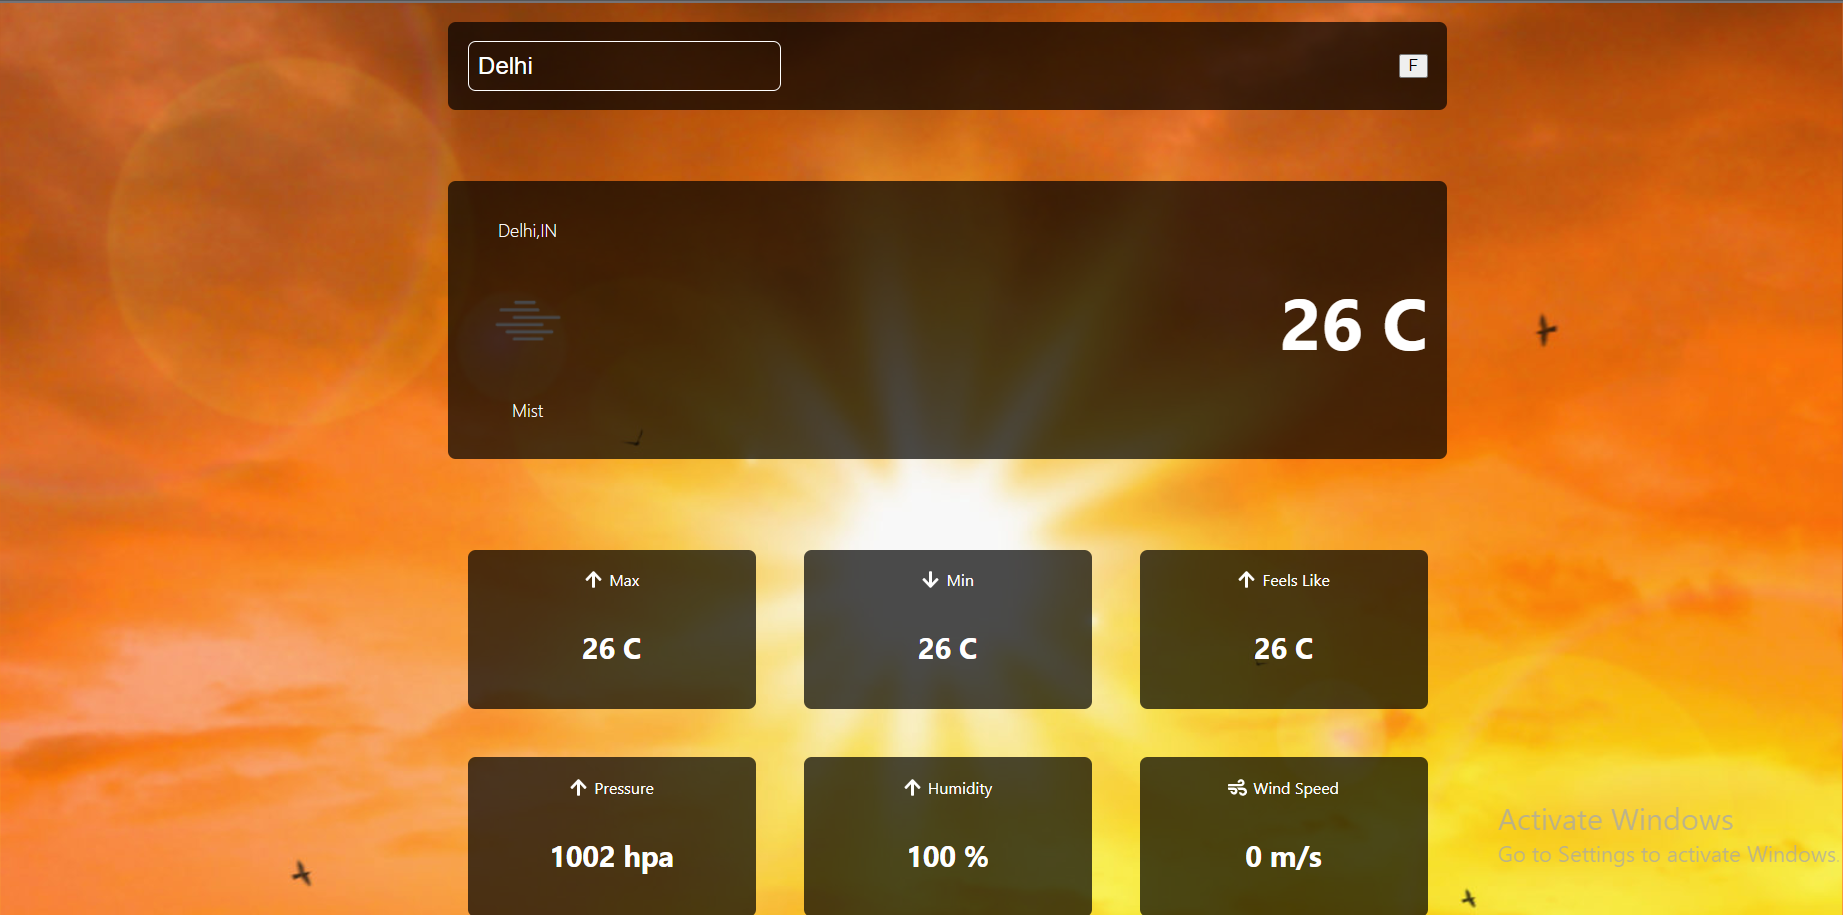 Delhi
F
Delhi,IN
26 C
Mist
Max
Min
Feels Like
26 C
26 C
26 C
Pressure
Humidity
Wind Speed
1002 hpa
100 %
0 m/s
Activate Windows
Go to Settings to activate Windows.